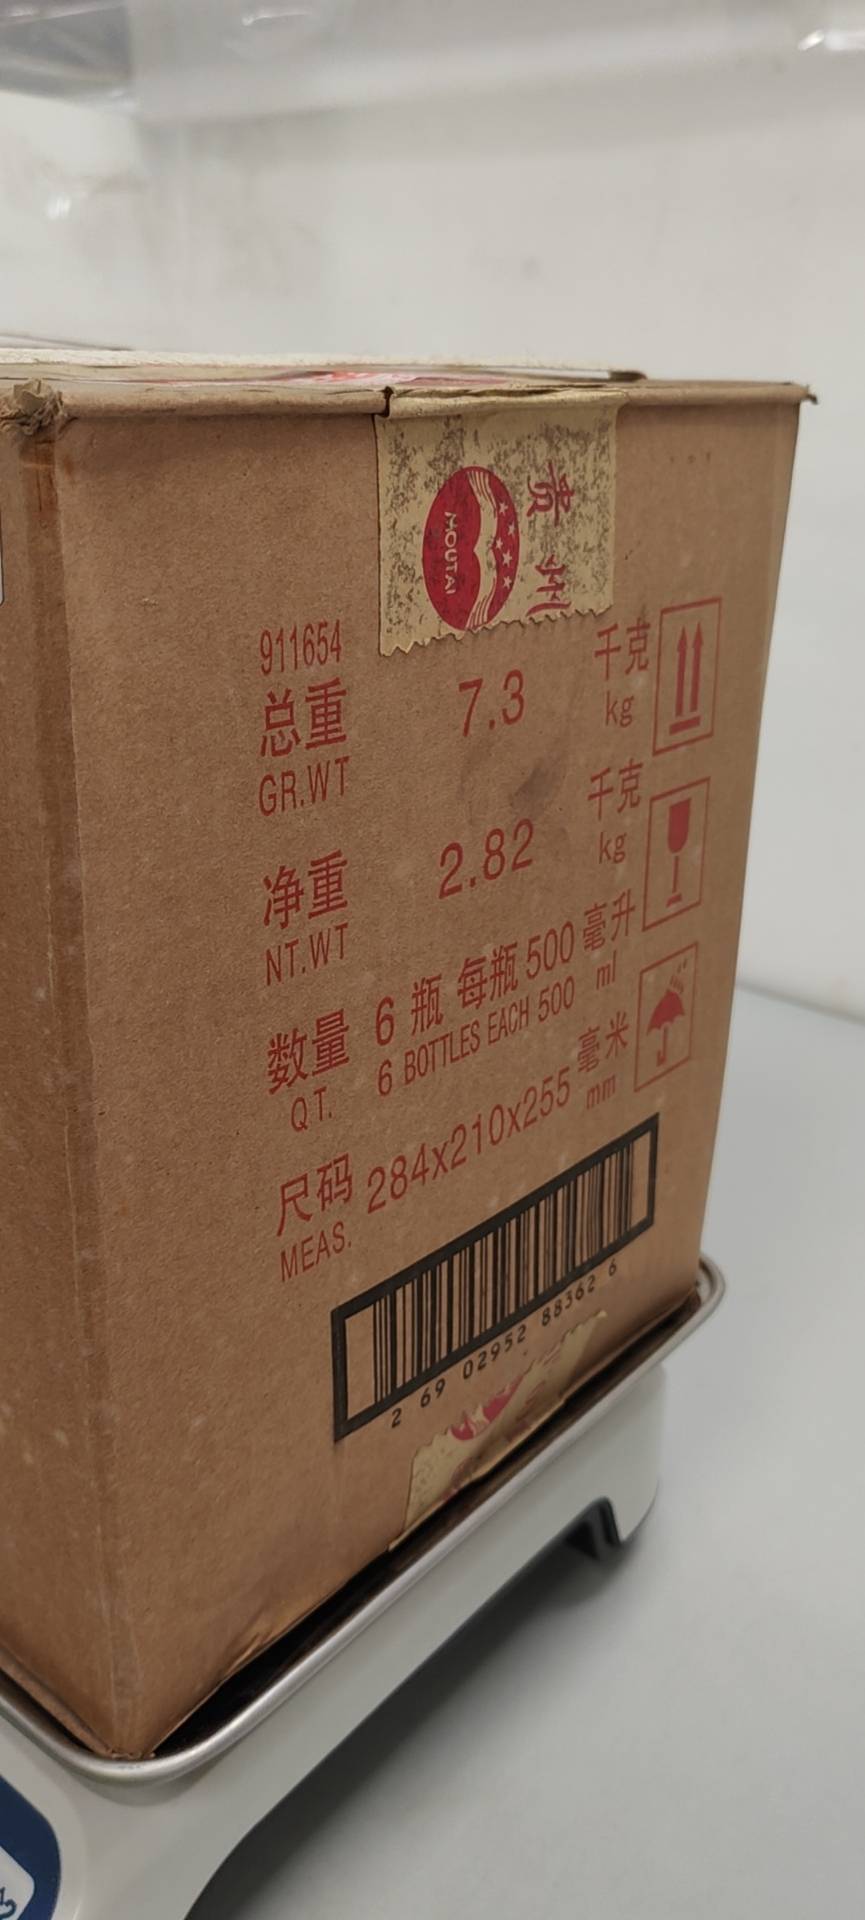 贵州
MOUTAI
911654
总重 7.3 千克
GR.WT kg
净重 2.82 千克
NT.WT kg
数量 6 瓶 每瓶 500 毫升
QT. 6 BOTTLES EACH 500 ml
尺码 284x210x255 毫米
MEAS. mm
2 69 02952 88362 6